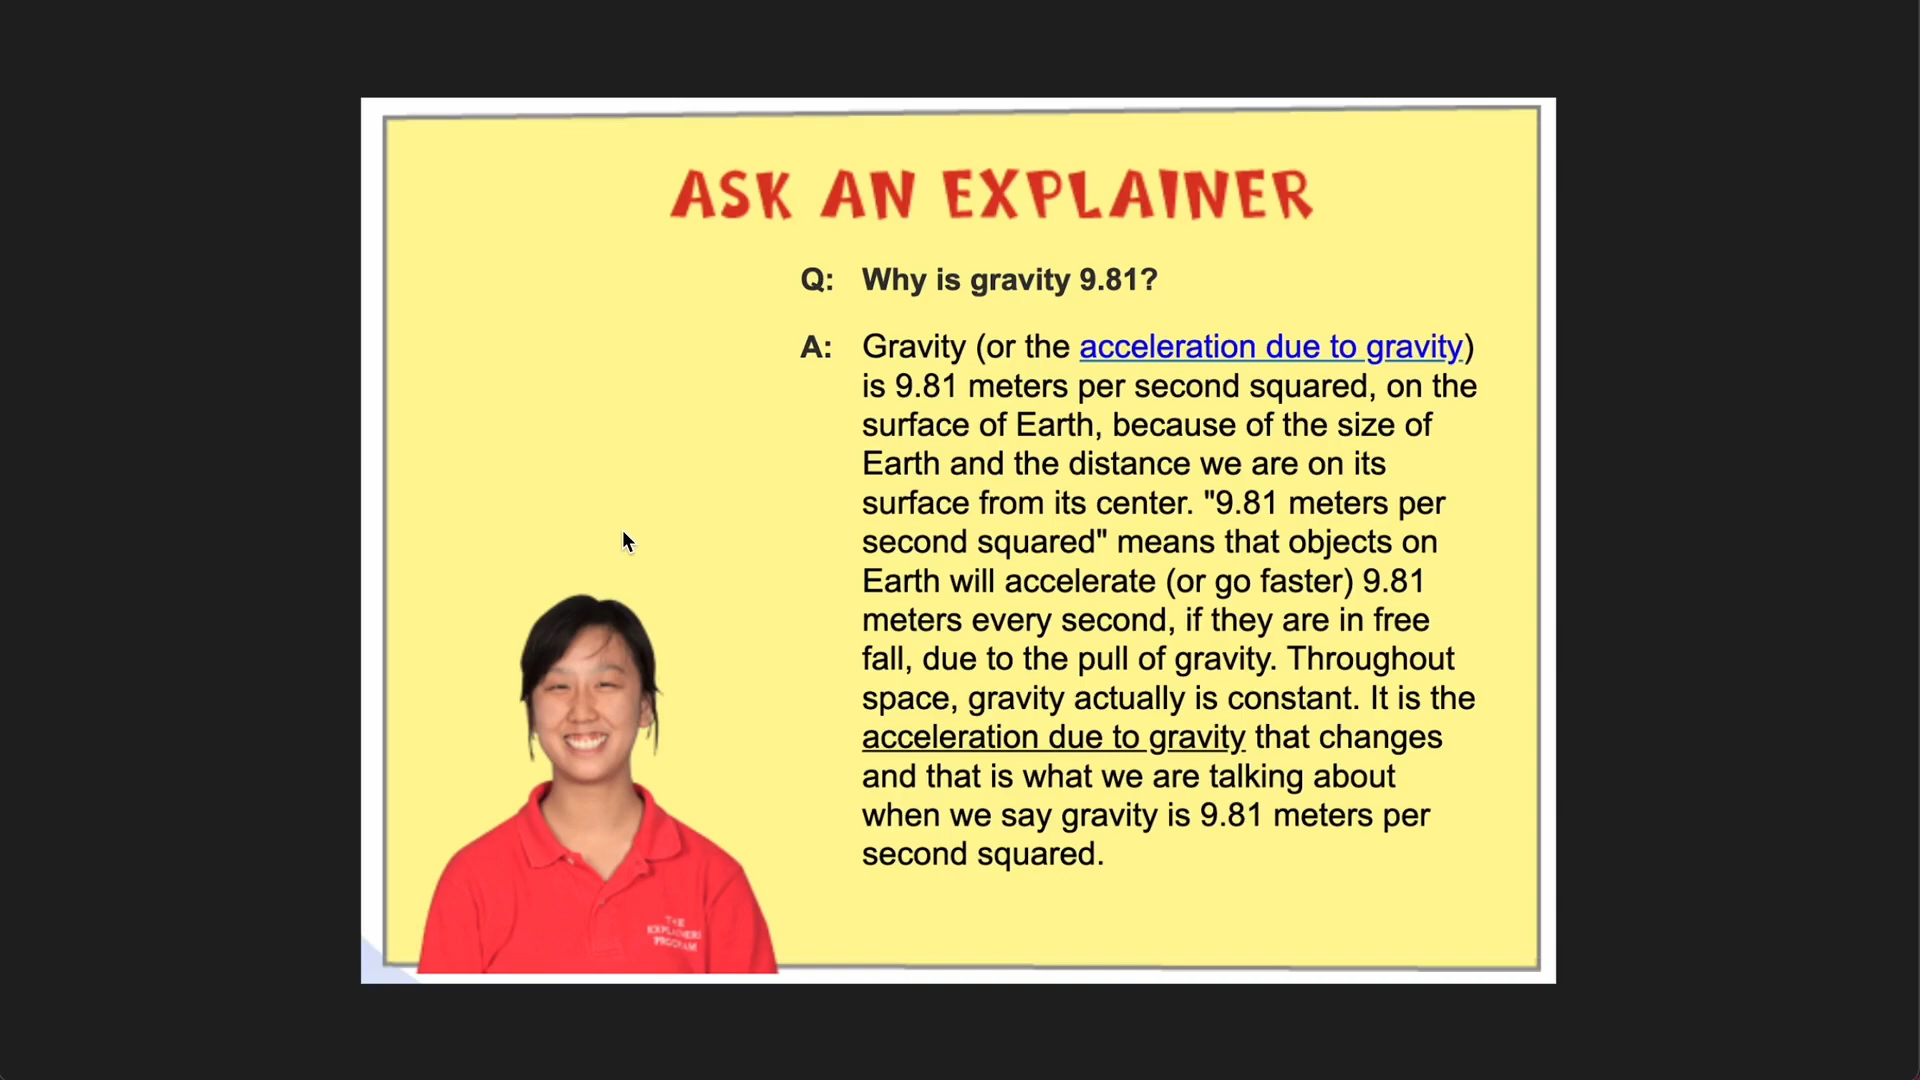 ASK AN EXPLAINER
Q: Why is gravity 9.81?
A: Gravity (or the acceleration due to gravity)
is 9.81 meters per second squared, on the
surface of Earth, because of the size of
Earth and the distance we are on its
surface from its center. "9.81 meters per
second squared" means that objects on
Earth will accelerate (or go faster) 9.81
meters every second, if they are in free
fall, due to the pull of gravity. Throughout
space, gravity actually is constant. It is the
acceleration due to gravity that changes
and that is what we are talking about
when we say gravity is 9.81 meters per
second squared.
THE
EXPLAINERS
PROGRAM